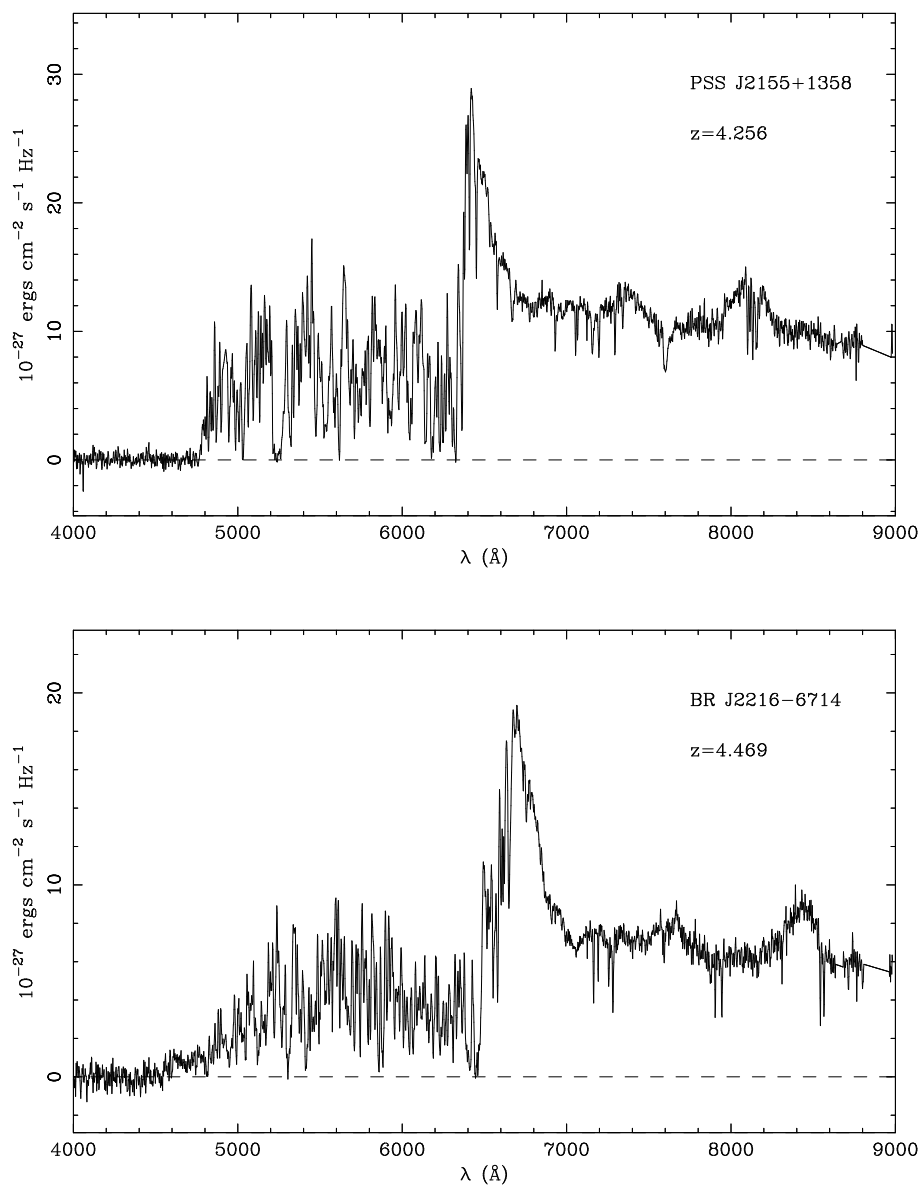 30
20
10
0
10⁻²⁷ ergs cm⁻² s⁻¹ Hz⁻¹
PSS J2155+1358
z=4.256
4000 5000 6000 7000 8000 9000
λ (Å)
20
10
0
10⁻²⁷ ergs cm⁻² s⁻¹ Hz⁻¹
BR J2216−6714
z=4.469
4000 5000 6000 7000 8000 9000
λ (Å)